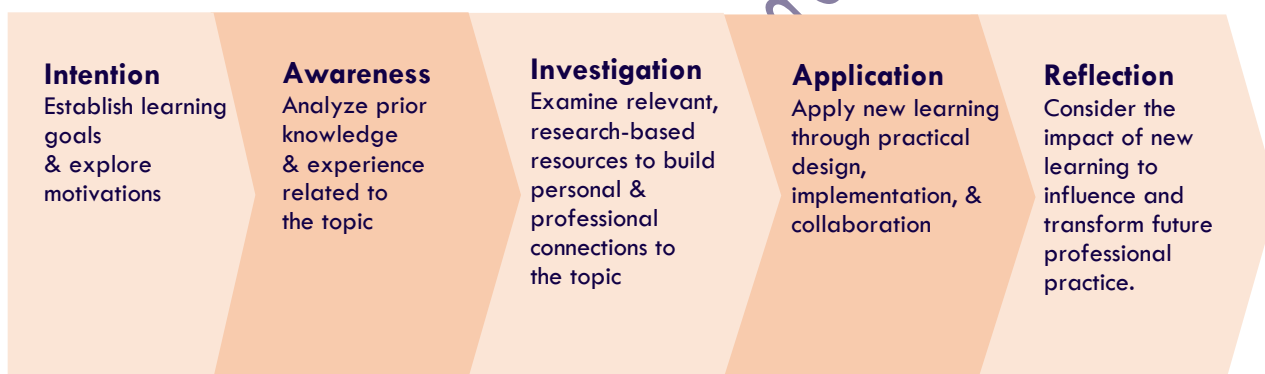 Intention
Establish learning
goals
& explore
motivations
Awareness
Analyze prior
knowledge
& experience
related to
the topic
Investigation
Examine relevant,
research-based
resources to build
personal &
professional
connections to
the topic
Application
Apply new learning
through practical
design,
implementation, &
collaboration
Reflection
Consider the
impact of new
learning to
influence and
transform future
professional
practice.